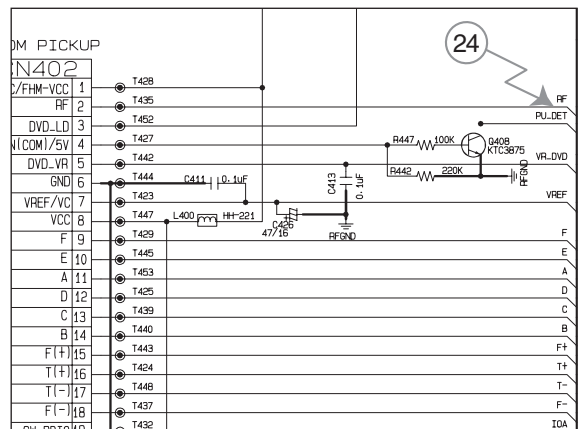 OM PICKUP
CN402
24
C/FHM-VCC 1 T428
RF 2 T435 RF
DVD_LD 3 T452 PU_DET
N(COM)/5V 4 T427 R447 100K Q408
KTC3875
DVD_VR 5 T442 VR_DVD
R442 220K RFGND
GND 6 T444 C411 0.1uF C413 0.1uF
VREF/VC 7 T423 VREF
VCC 8 T447 L400 HH-221 C426
47/16 RFGND
F 9 T429 F
E 10 T445 E
A 11 T453 A
D 12 T425 D
C 13 T439 C
B 14 T440 B
F(+) 15 T443 F+
T(+) 16 T424 T+
T(-) 17 T448 T-
F(-) 18 T437 F-
T432 IOA